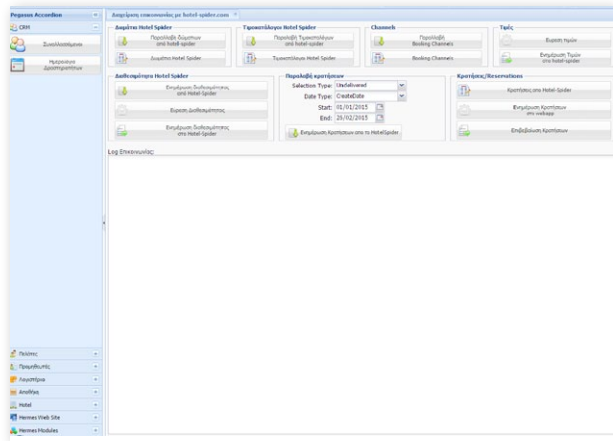 Pegasus Accordion
Διαχείριση επικοινωνίας με hotel-spider.com
CRM
Συναλλασσόμενοι
Ημερολόγιο
Δραστηριοτήτων
Δωμάτια Hotel Spider
Παραλαβή δωματίων
από hotel-spider
Δωμάτια Hotel Spider
Τιμοκατάλογοι Hotel Spider
Παραλαβή Τιμοκαταλόγων
από hotel-spider
Τιμοκατάλογοι Hotel Spider
Channels
Παραλαβή
Booking Channels
Booking Channels
Τιμές
Εύρεση τιμών
Ενημέρωση Τιμών
στο hotel-spider
Διαθεσιμότητα Hotel Spider
Ενημέρωση Διαθεσιμότητας
από Hotel-Spider
Εύρεση Διαθεσιμότητας
Ενημέρωση Διαθεσιμότητας
στο Hotel-Spider
Παραλαβή κρατήσεων
Selection Type: Undelivered
Date Type: CreateDate
Start: 01/01/2015
End: 28/02/2015
Ενημέρωση Κρατήσεων απο το HotelSpider
Κρατήσεις/Reservations
Κρατήσεις απο Hotel-Spider
Ενημέρωση Κρατήσεων
στο webapp
Επιβεβαίωση Κρατήσεων
Log Επικοινωνίας:
Πελάτες
Προμηθευτές
Λογιστήριο
Αποθήκη
Hotel
Hermes Web Site
Hermes Modules